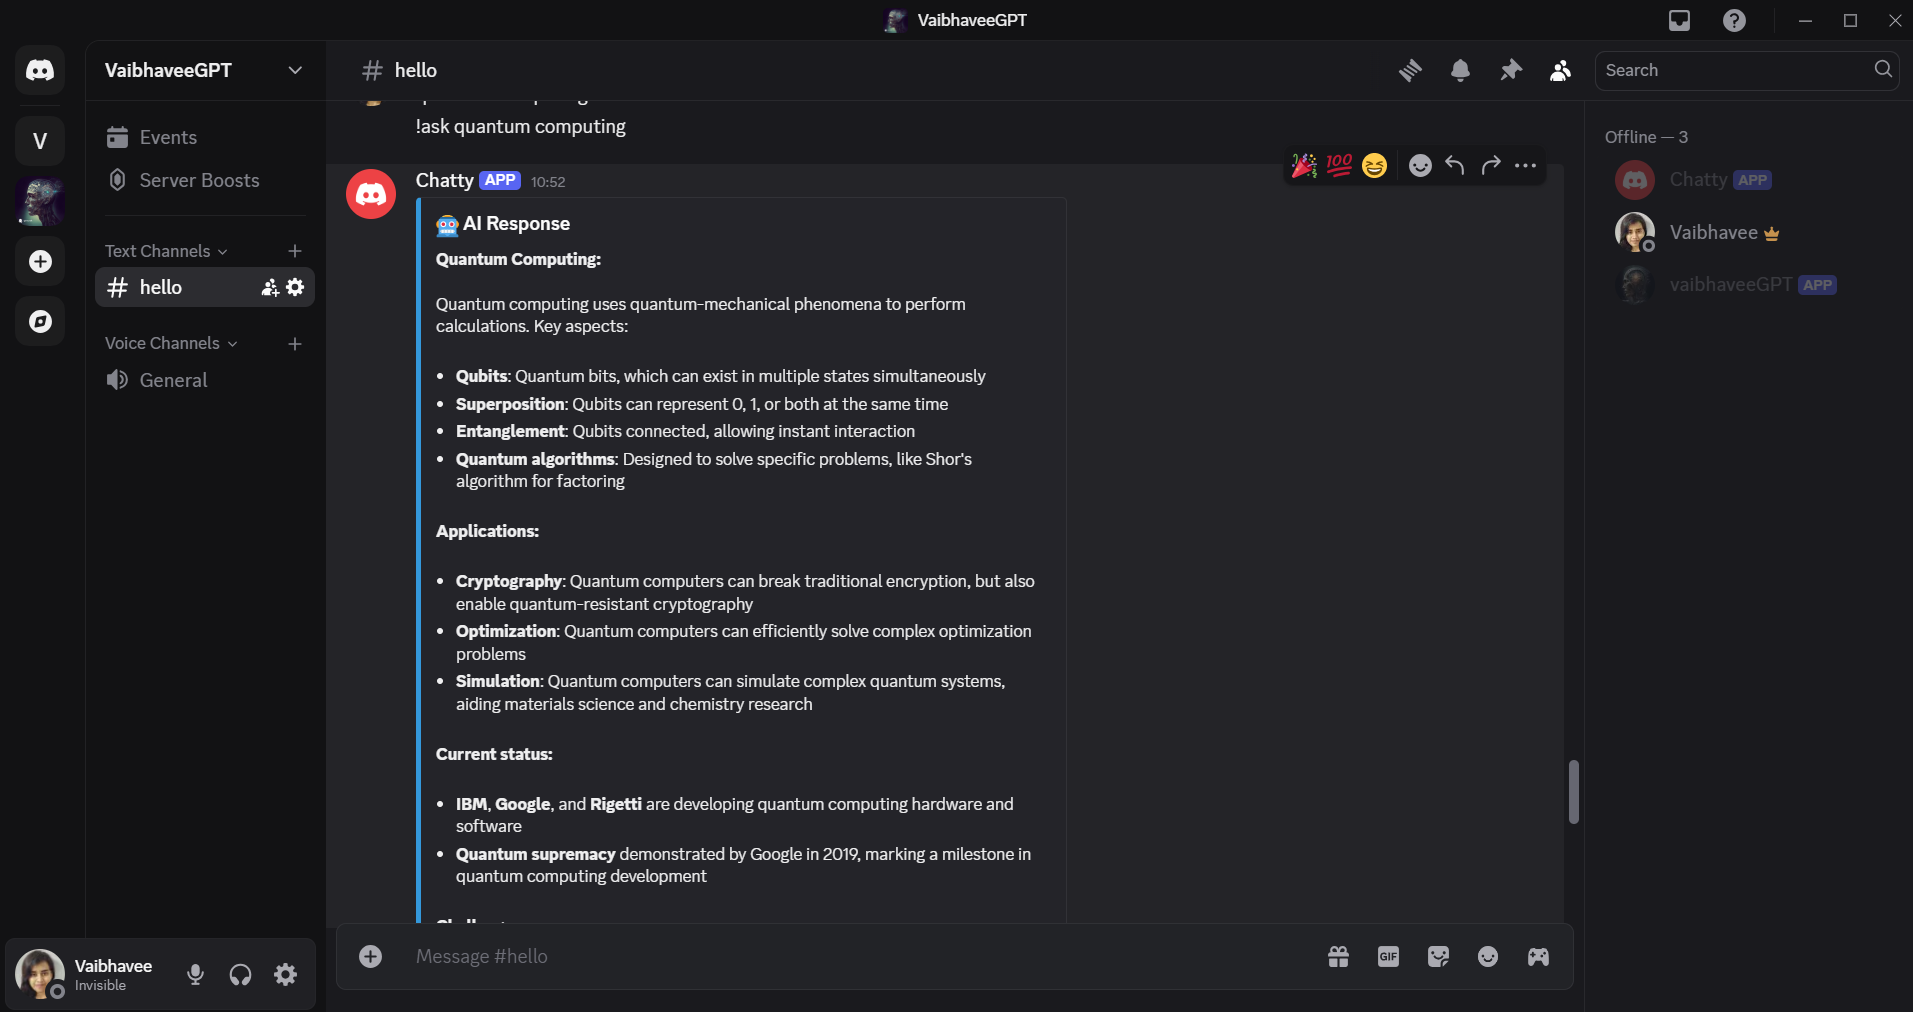 VaibhaveeGPT
VaibhaveeGPT
V
Events
Server Boosts
Text Channels
hello
Voice Channels
General
Vaibhavee
Invisible
# hello
Search
!ask quantum computing
Chatty APP 10:52
AI Response
Quantum Computing:
Quantum computing uses quantum-mechanical phenomena to perform
calculations. Key aspects:
• Qubits: Quantum bits, which can exist in multiple states simultaneously
• Superposition: Qubits can represent 0, 1, or both at the same time
• Entanglement: Qubits connected, allowing instant interaction
• Quantum algorithms: Designed to solve specific problems, like Shor's
algorithm for factoring
Applications:
• Cryptography: Quantum computers can break traditional encryption, but also
enable quantum-resistant cryptography
• Optimization: Quantum computers can efficiently solve complex optimization
problems
• Simulation: Quantum computers can simulate complex quantum systems,
aiding materials science and chemistry research
Current status:
• IBM, Google, and Rigetti are developing quantum computing hardware and
software
• Quantum supremacy demonstrated by Google in 2019, marking a milestone in
quantum computing development
100
Message #hello
GIF
Offline — 3
Chatty APP
Vaibhavee
vaibhaveeGPT APP